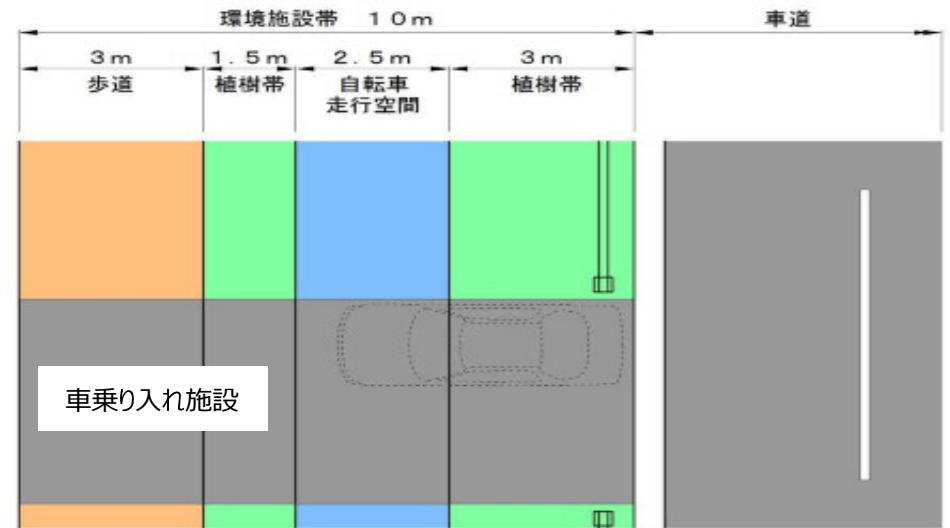 環境施設帯　10m
車道
3m
1.5m
2.5m
3m
歩道
植樹帯
自転車
走行空間
植樹帯
車乗り入れ施設